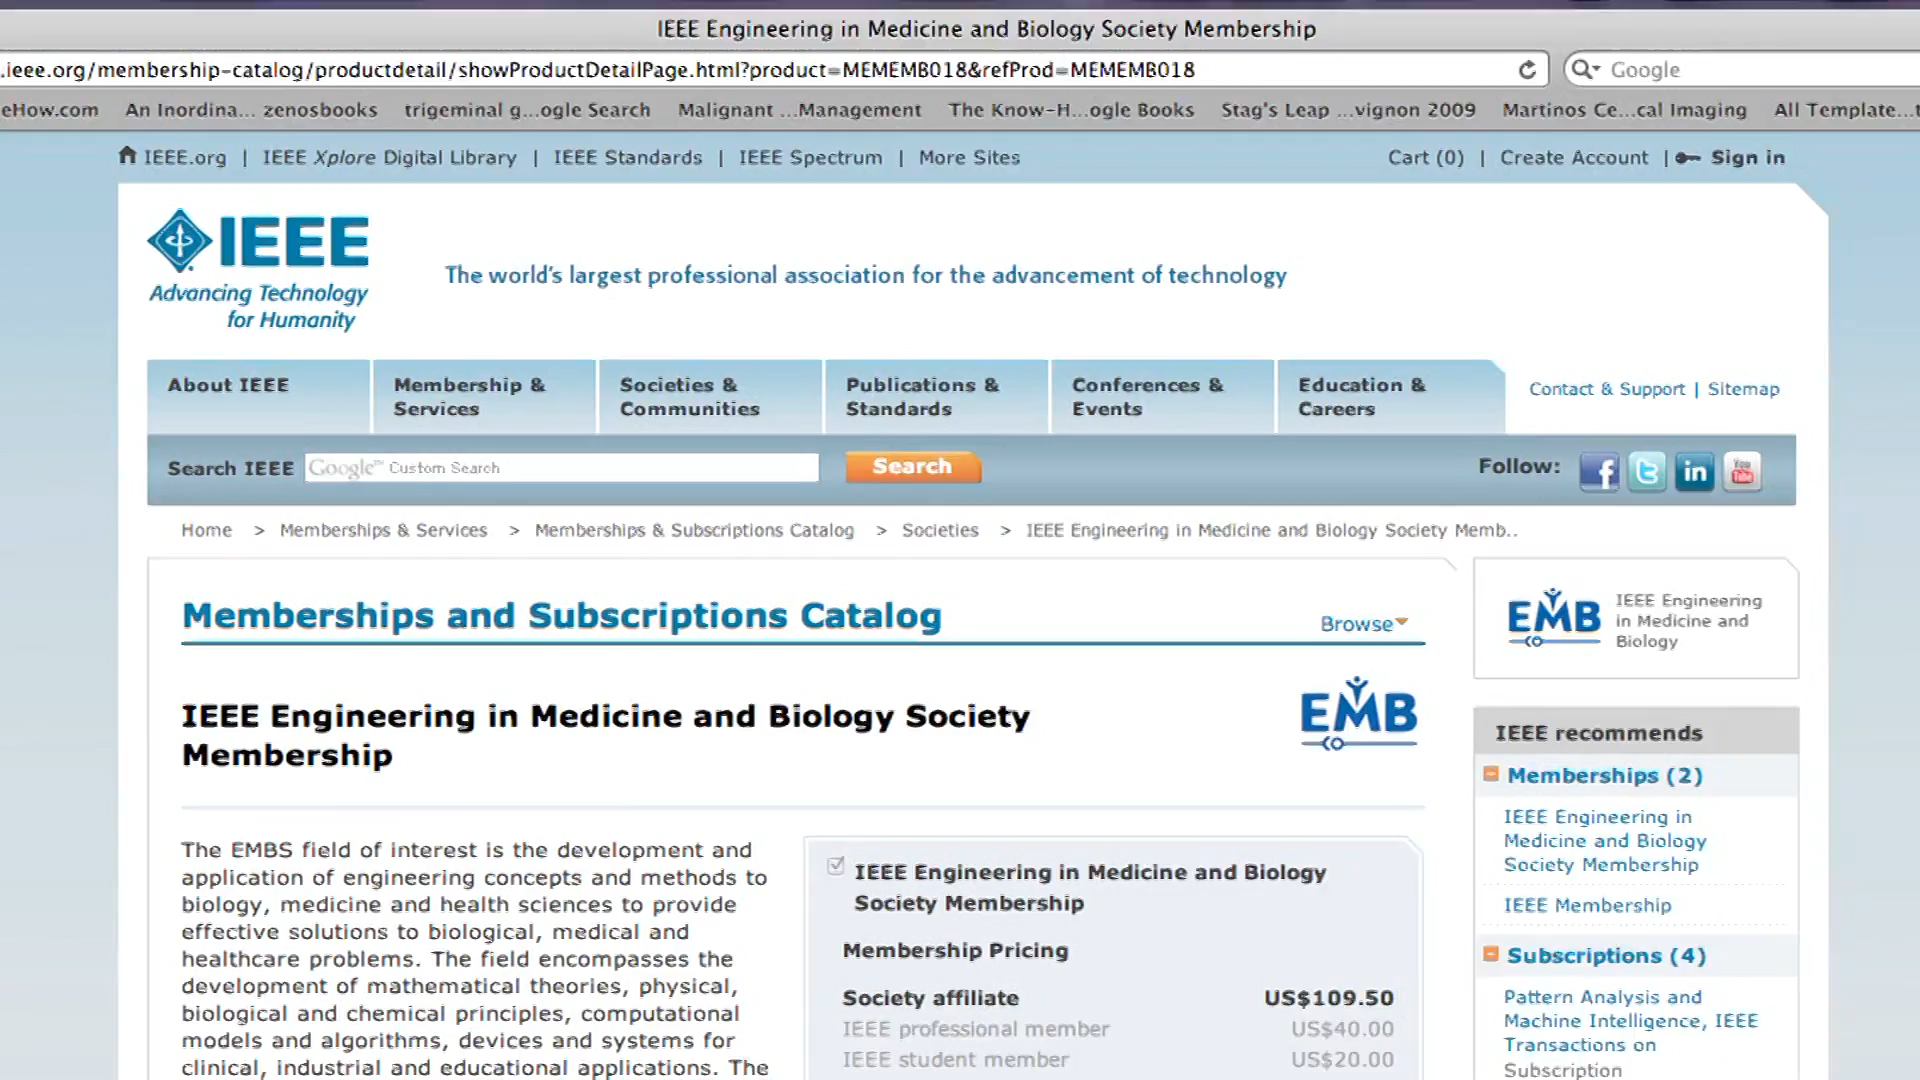 IEEE Engineering in Medicine and Biology Society Membership
.ieee.org/membership-catalog/productdetail/showProductDetailPage.html?product=MEMEMB018&refProd=MEMEMB018
Google
eHow.com An Inordina... zenosbooks trigeminal g...ogle Search Malignant ...Management The Know-H...ogle Books Stag's Leap ...vignon 2009 Martinos Ce...cal Imaging All Template...t
IEEE.org | IEEE Xplore Digital Library | IEEE Standards | IEEE Spectrum | More Sites
Cart (0) | Create Account | Sign in
IEEE
Advancing Technology
for Humanity
The world's largest professional association for the advancement of technology
About IEEE
Membership &
Services
Societies &
Communities
Publications &
Standards
Conferences &
Events
Education &
Careers
Contact & Support | Sitemap
Search IEEE
Google™ Custom Search
Search
Follow:
f
t
in
You
Tube
Home > Memberships & Services > Memberships & Subscriptions Catalog > Societies > IEEE Engineering in Medicine and Biology Society Memb..
Memberships and Subscriptions Catalog
Browse
IEEE Engineering in Medicine and Biology Society
Membership
EMB
The EMBS field of interest is the development and
application of engineering concepts and methods to
biology, medicine and health sciences to provide
effective solutions to biological, medical and
healthcare problems. The field encompasses the
development of mathematical theories, physical,
biological and chemical principles, computational
models and algorithms, devices and systems for
clinical, industrial and educational applications. The
IEEE Engineering in Medicine and Biology
Society Membership
Membership Pricing
Society affiliate US$109.50
IEEE professional member US$40.00
IEEE student member US$20.00
EMB
IEEE Engineering
in Medicine and
Biology
IEEE recommends
Memberships (2)
IEEE Engineering in
Medicine and Biology
Society Membership
IEEE Membership
Subscriptions (4)
Pattern Analysis and
Machine Intelligence, IEEE
Transactions on
Subscription